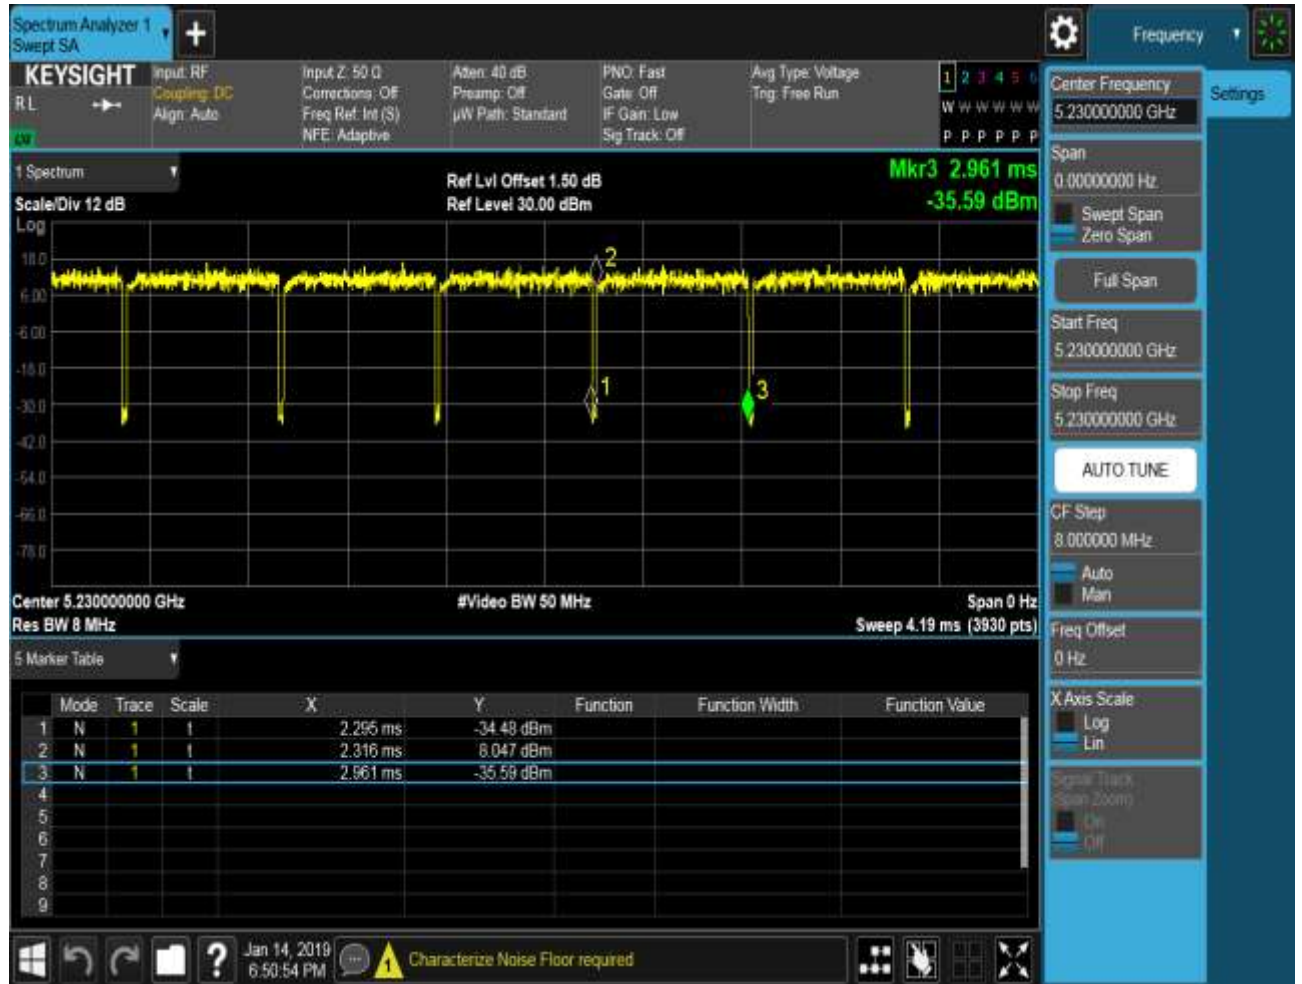 Spectrum Analyzer 1
Swept SA
Frequency
KEYSIGHT
R L
Input: RF
Coupling: DC
Align: Auto
Input Z: 50 Ω
Corrections: Off
Freq Ref: Int (S)
NFE: Adaptive
Atten: 40 dB
Preamp: Off
µW Path: Standard
PNO: Fast
Gate: Off
IF Gain: Low
Sig Track: Off
Avg Type: Voltage
Trig: Free Run
1 2 3 4 5 6
W W W W W W
P P P P P P
1 Spectrum
Scale/Div 12 dB
Log
Ref Lvl Offset 1.50 dB
Ref Level 30.00 dBm
Mkr3 2.961 ms
-35.59 dBm
18.0
6.00
-6.00
-18.0
-30.0
-42.0
-54.0
-66.0
-78.0
2
1
3
Center 5.230000000 GHz
Res BW 8 MHz
#Video BW 50 MHz
Span 0 Hz
Sweep 4.19 ms (3930 pts)
5 Marker Table
Mode Trace Scale X Y Function Function Width Function Value
1 N 1 t 2.295 ms -34.48 dBm
2 N 1 t 2.316 ms 8.047 dBm
3 N 1 t 2.961 ms -35.59 dBm
4
5
6
7
8
9
Jan 14, 2019
6:50:54 PM
1
Characterize Noise Floor required
Center Frequency
5.230000000 GHz
Settings
Span
0.00000000 Hz
Swept Span
Zero Span
Full Span
Start Freq
5.230000000 GHz
Stop Freq
5.230000000 GHz
AUTO TUNE
CF Step
8.000000 MHz
Auto
Man
Freq Offset
0 Hz
X Axis Scale
Log
Lin
Signal Track
(Span Zoom)
On
Off